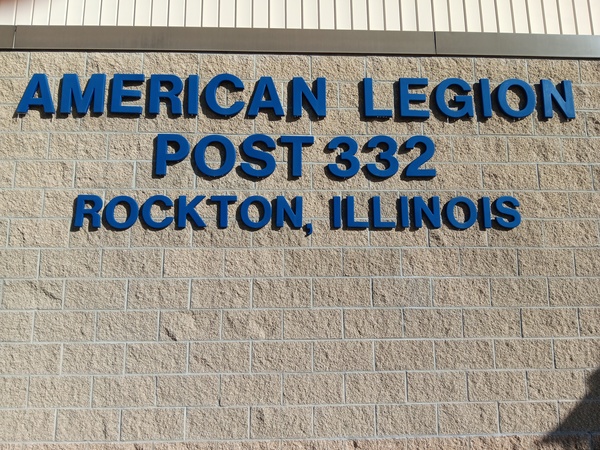 AMERICAN LEGION
POST 332
ROCKTON, ILLINOIS